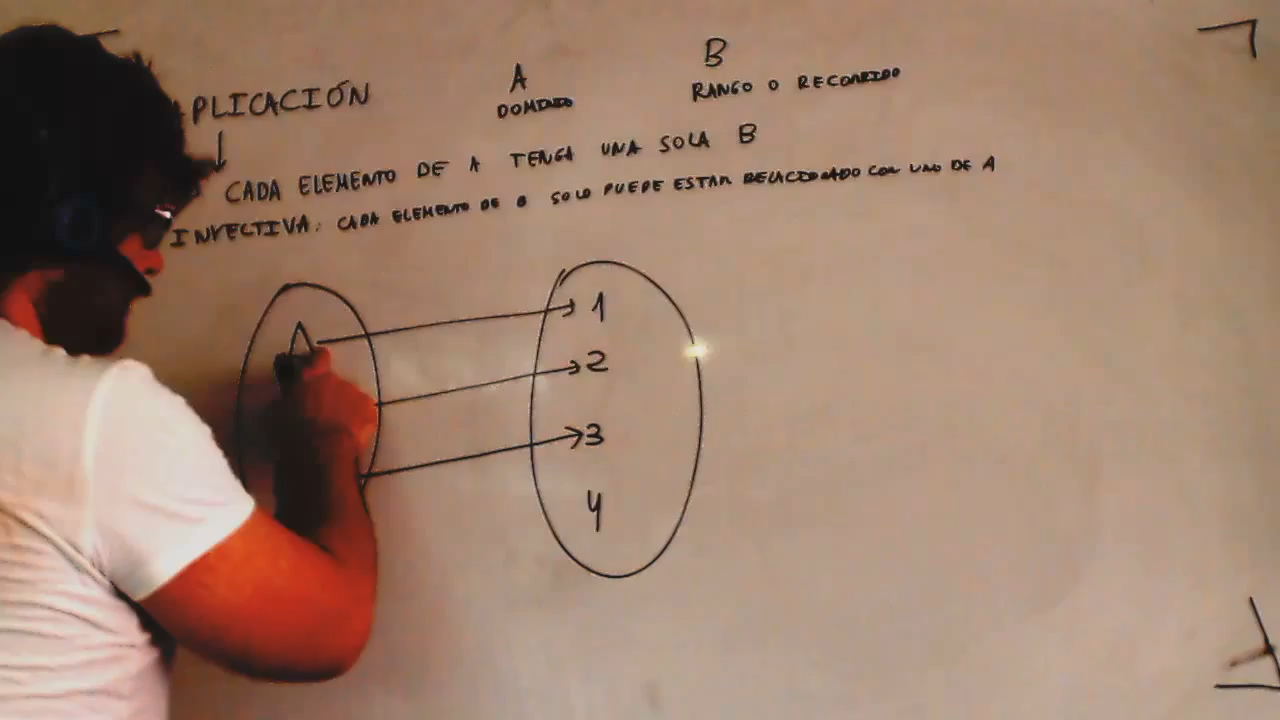 A B
PLICACIÓN DOMINIO RANGO O RECORRIDO
CADA ELEMENTO DE A TENGA UNA SOLA B
INYECTIVA: CADA ELEMENTO DE B SOLO PUEDE ESTAR RELACIONADO CON UNO DE A
1
2
3
4